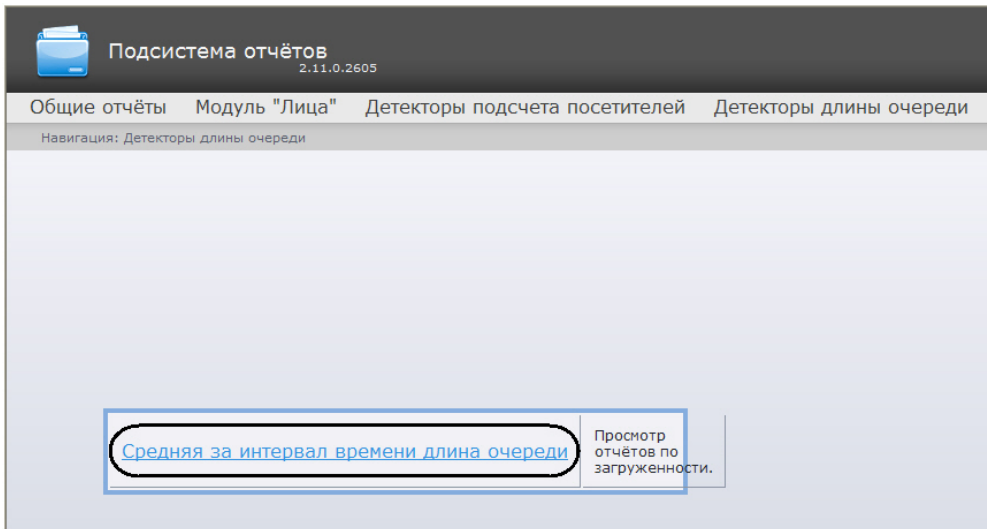 Подсистема отчётов
2.11.0.2605
Общие отчёты Модуль "Лица" Детекторы подсчета посетителей Детекторы длины очереди
Навигация: Детекторы длины очереди
Средняя за интервал времени длина очереди
Просмотр
отчётов по
загруженности.